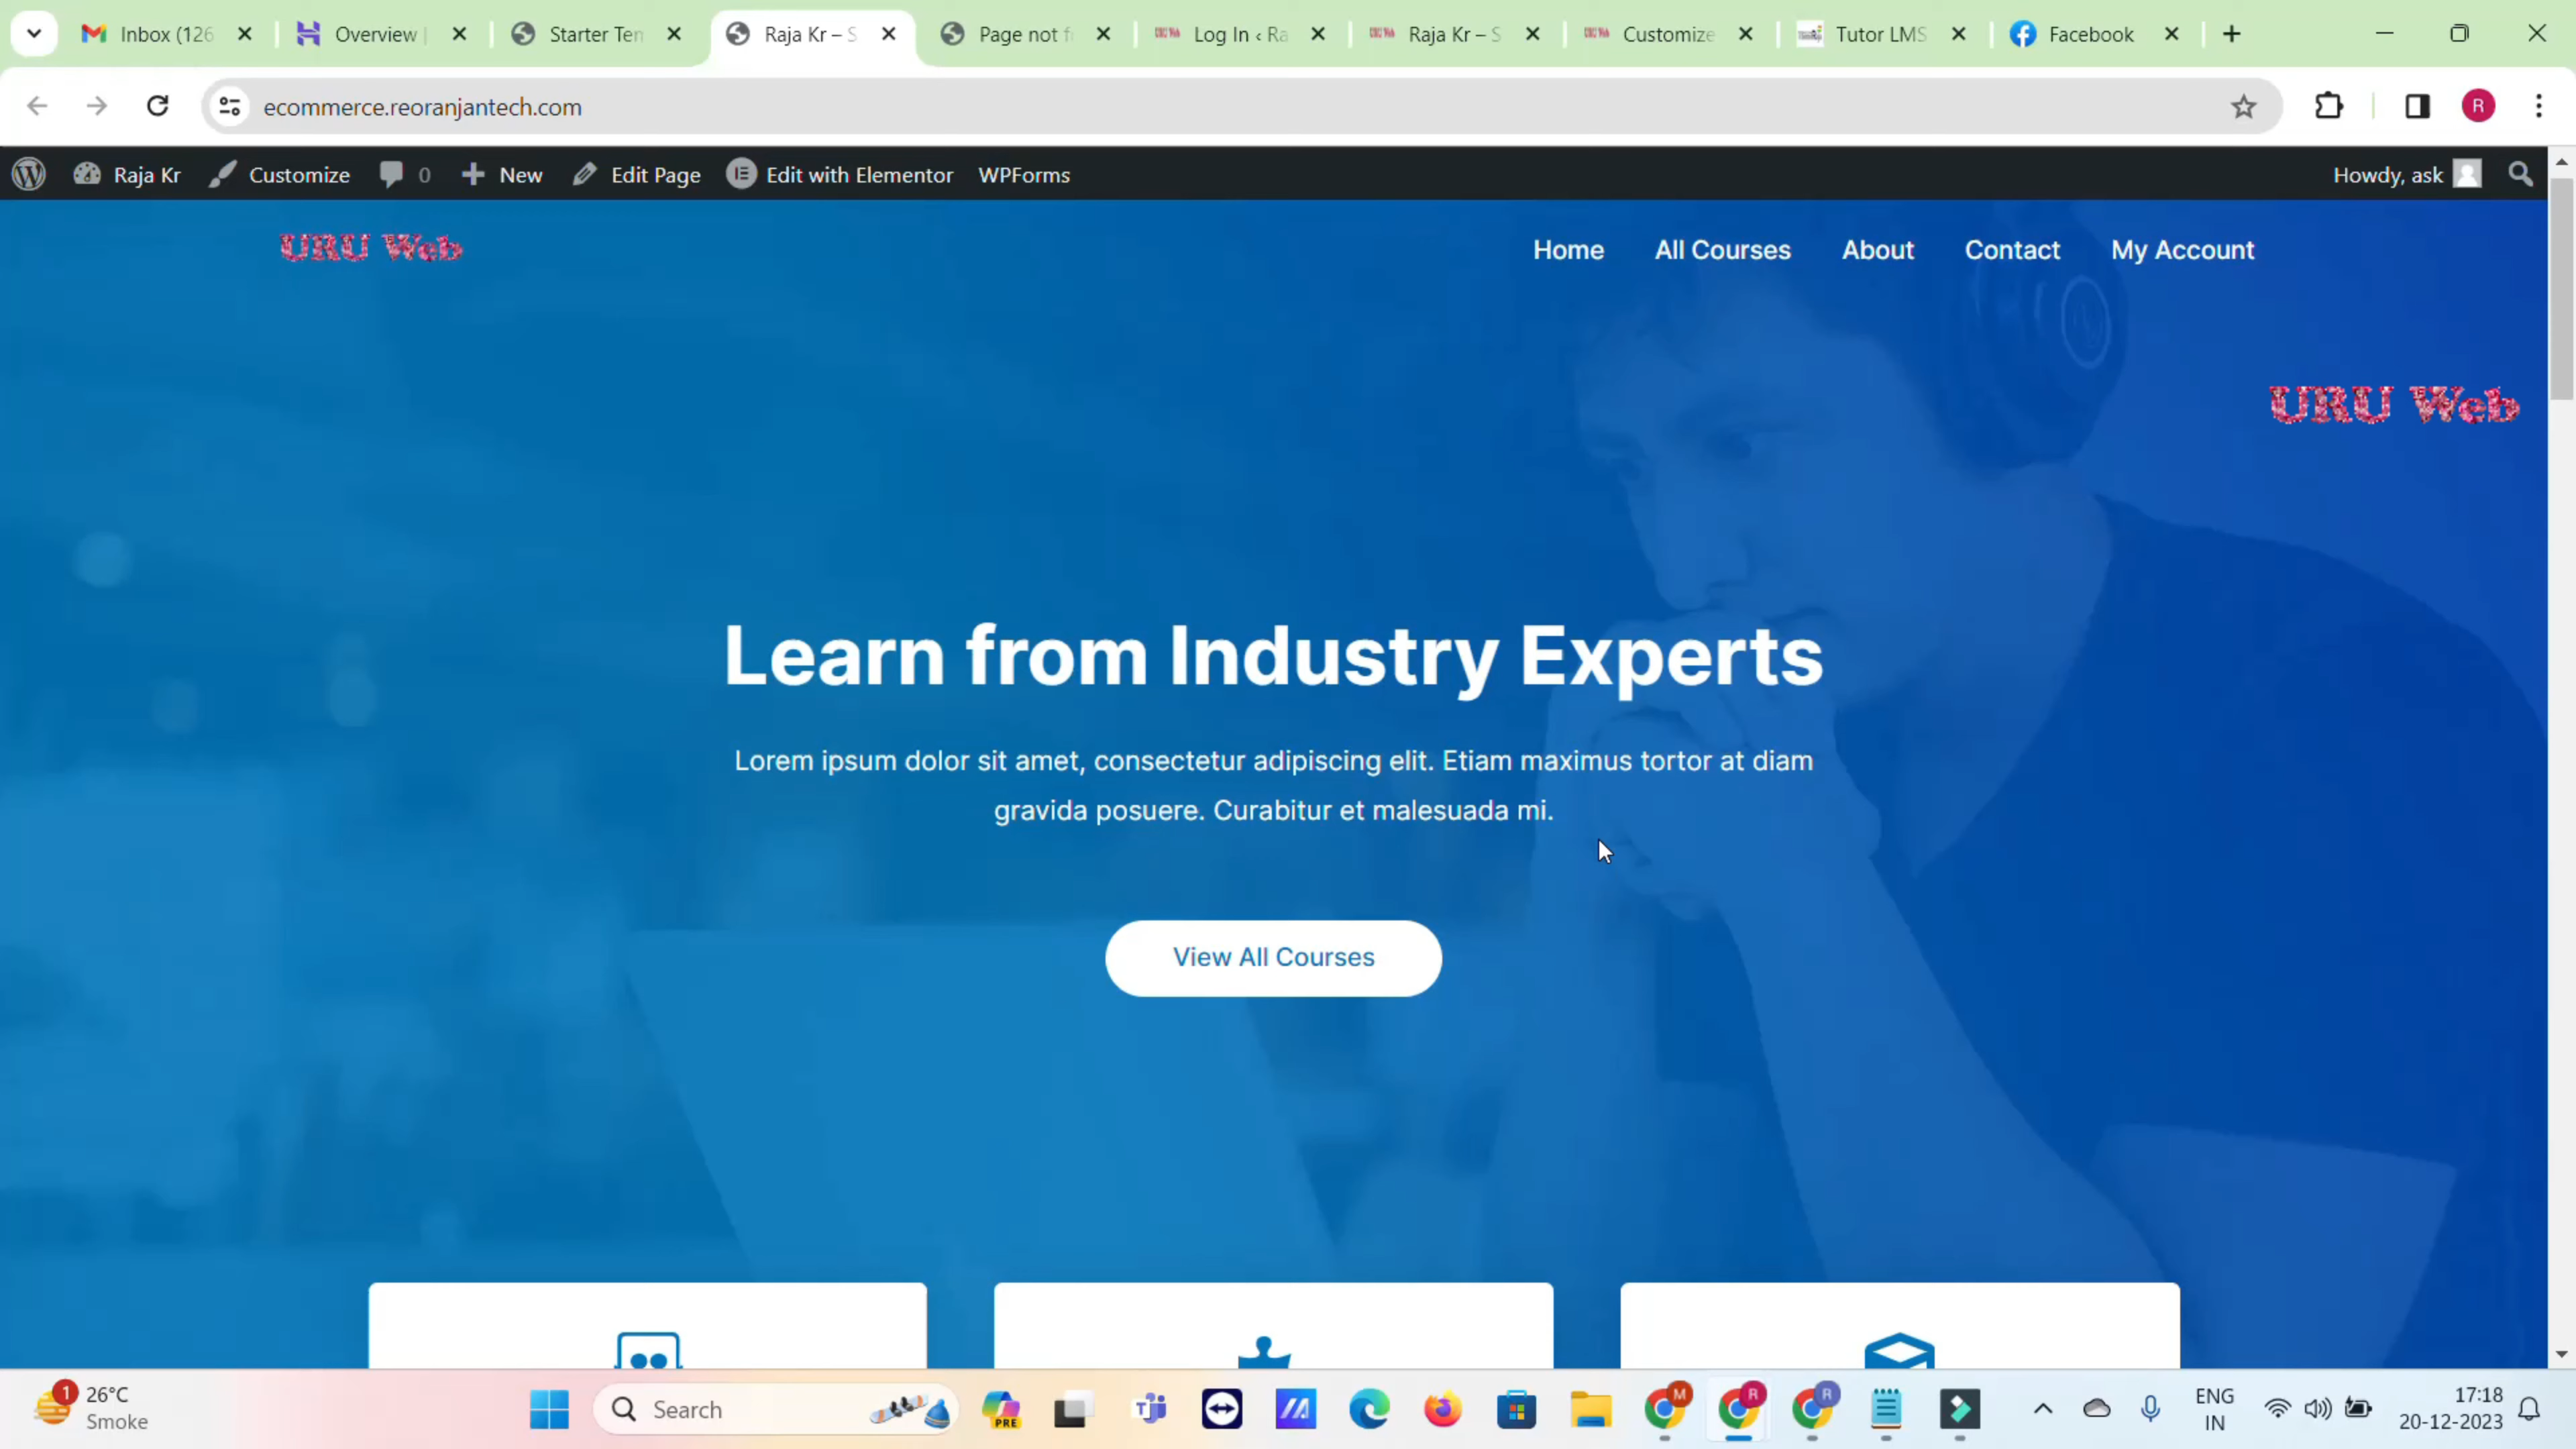 Inbox (126
Overview
Starter Ten
Raja Kr – S
Page not f
Log In ‹ Ra
Raja Kr – S
Customize
Tutor LMS
Facebook
ecommerce.reoranjantech.com
R
Raja Kr
Customize
0
New
Edit Page
Edit with Elementor
WPForms
Howdy, ask
URU Web
Home
All Courses
About
Contact
My Account
URU Web
Learn from Industry Experts
Lorem ipsum dolor sit amet, consectetur adipiscing elit. Etiam maximus tortor at diam
gravida posuere. Curabitur et malesuada mi.
View All Courses
1
26°C
Smoke
Search
PRE
M
R
R
ENG
IN
17:18
20-12-2023